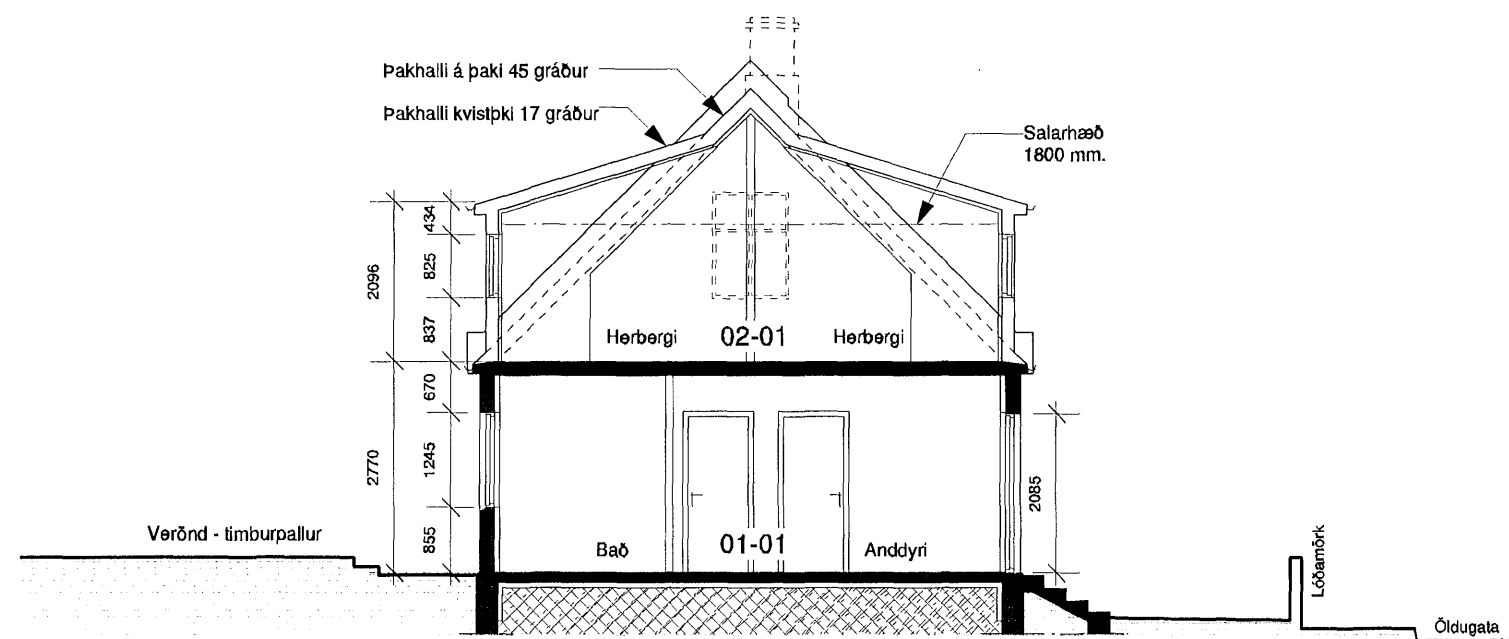 Þakhalli á þaki 45 gráður
Þakhalli kvistþki 17 gráður
Salarhæð
1800 mm.
434
825
837
2096
Herbergi
02-01
Herbergi
670
1245
855
2770
2085
Verönd - timburpallur
Bað
01-01
Anddyri
Lóðamörk
Öldugata